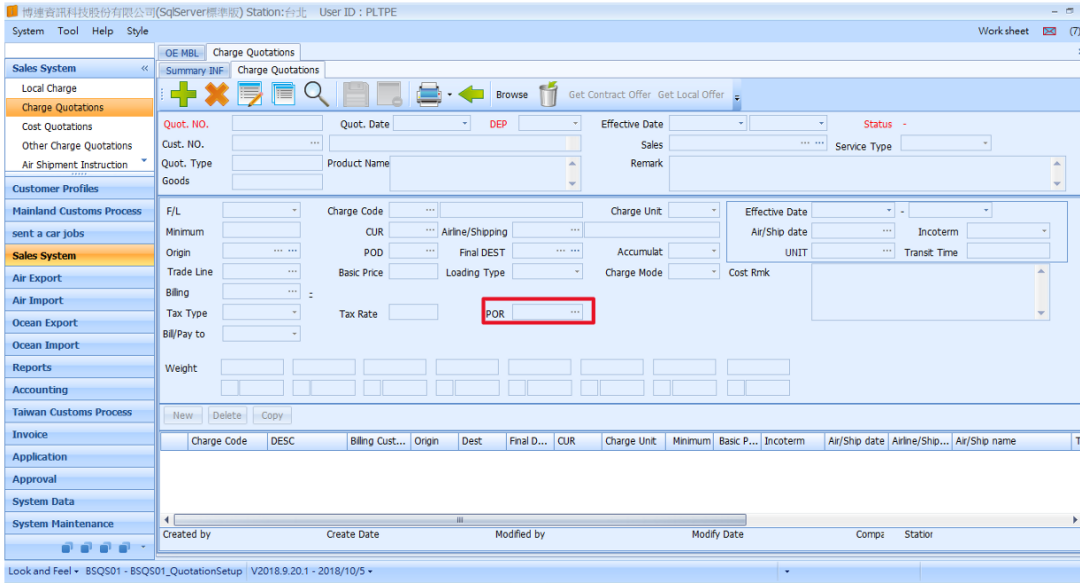 博連資訊科技股份有限公司(SqlServer標準版) Station:台北 User ID : PLTPE
System Tool Help Style Work sheet (7)
OE MBL Charge Quotations
Sales System «
Summary INF Charge Quotations
Local Charge
Charge Quotations
Cost Quotations
Other Charge Quotations
Air Shipment Instruction
Browse Get Contract Offer Get Local Offer
Quot. NO. Quot. Date DEP Effective Date Status -
Cust. NO. Sales Service Type
Quot. Type Product Name Remark
Goods
Customer Profiles
Mainland Customs Process
sent a car jobs
Sales System
Air Export
Air Import
Ocean Export
Ocean Import
Reports
Accounting
Taiwan Customs Process
Invoice
Application
Approval
System Data
System Maintenance
F/L Charge Code Charge Unit Effective Date -
Minimum CUR Airline/Shipping Air/Ship date Incoterm
Origin POD Final DEST Accumulat UNIT Transit Time
Trade Line Basic Price Loading Type Charge Mode Cost Rmk
Billing :
Tax Type Tax Rate POR
Bil/Pay to
Weight
New Delete Copy
Charge Code DESC Billing Cust... Origin Dest Final D... CUR Charge Unit Minimum Basic P... Incoterm Air/Ship date Airline/Ship... Air/Ship name T
Created by Create Date Modified by Modify Date Compa Station
Look and Feel BSQS01 - BSQS01_QuotationSetup V2018.9.20.1 - 2018/10/5